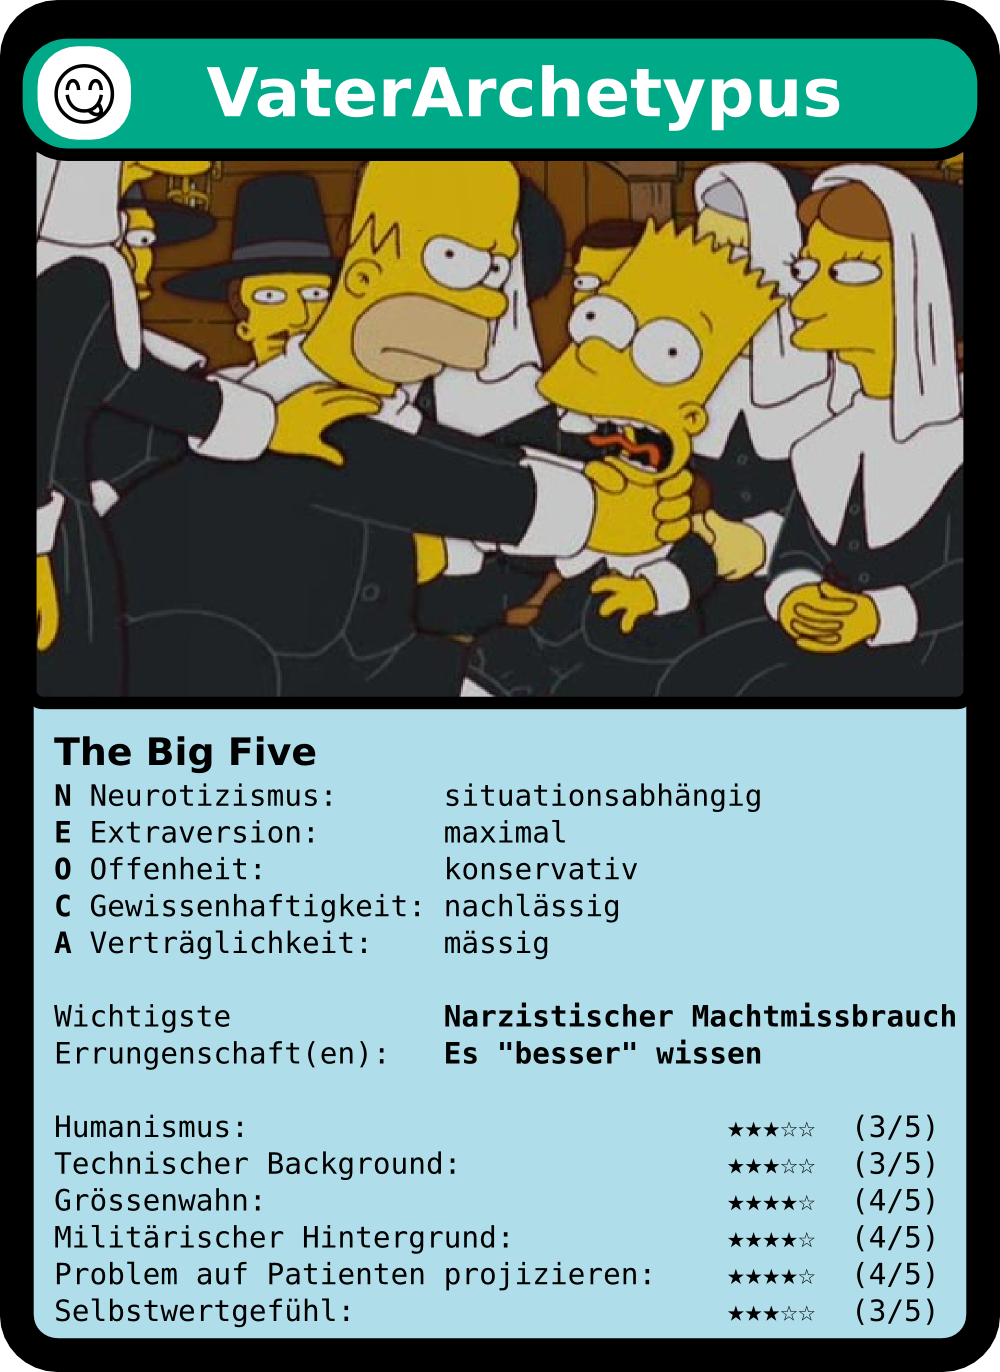 VaterArchetypus
The Big Five
N Neurotizismus: situationsabhängig
E Extraversion: maximal
O Offenheit: konservativ
C Gewissenhaftigkeit: nachlässig
A Verträglichkeit: mässig
Wichtigste Narzistischer Machtmissbrauch
Errungenschaft(en): Es "besser" wissen
Humanismus: ★★★☆☆ (3/5)
Technischer Background: ★★★☆☆ (3/5)
Grössenwahn: ★★★★☆ (4/5)
Militärischer Hintergrund: ★★★★☆ (4/5)
Problem auf Patienten projizieren: ★★★★☆ (4/5)
Selbstwertgefühl: ★★★☆☆ (3/5)